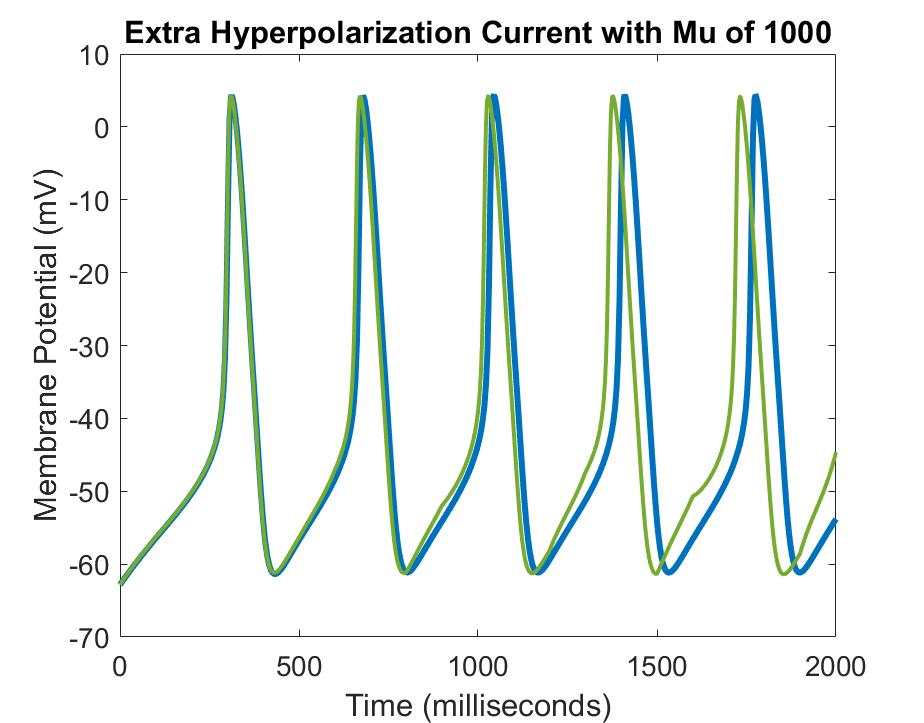 Extra Hyperpolarization Current with Mu of 1000
10
0
-10
-20
-30
-40
-50
-60
-70
Membrane Potential (mV)
0 500 1000 1500 2000
Time (milliseconds)